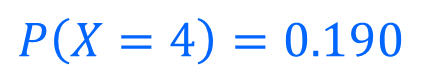 P(X = 4) = 0.190